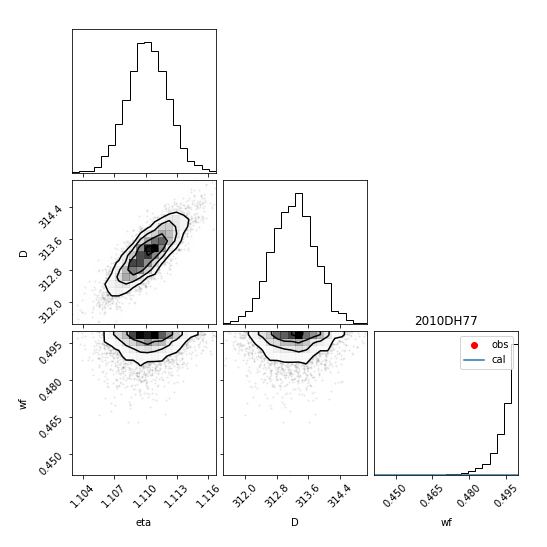 314.4
313.6
312.8
312.0
D
2010DH77
obs
cal
0.495
0.480
0.465
0.450
wf
1.104 1.107 1.110 1.113 1.116
312.0 312.8 313.6 314.4
0.450 0.465 0.480 0.495
eta D wf